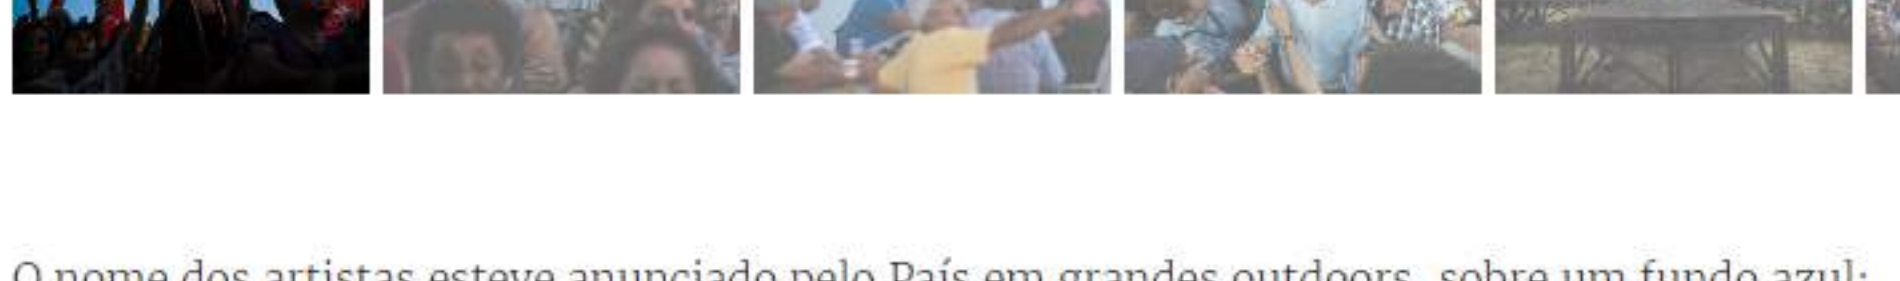 O nome dos artistas esteve anunciado pelo País em grandes outdoors, sobre um fundo azul: